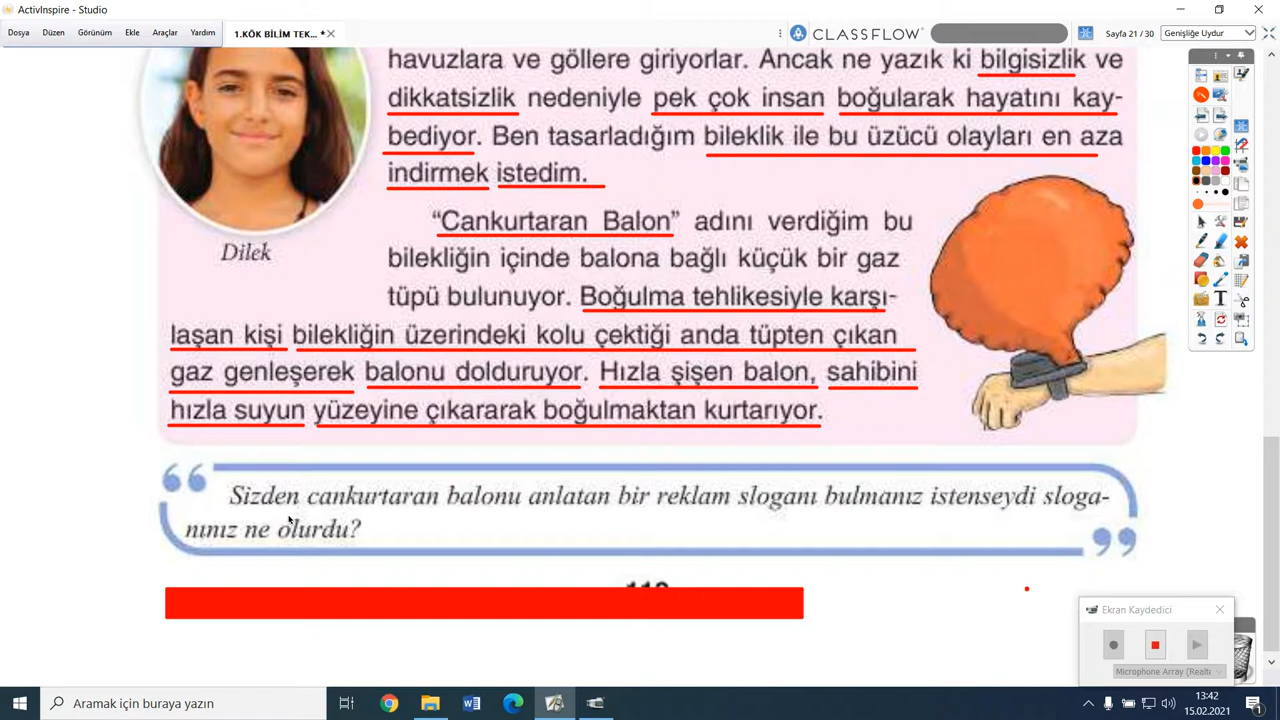 ActivInspire - Studio
Dosya Düzen Görünüm Ekle Araçlar Yardım
1.KÖK BİLİM TEK... *
CLASSFLOW
Sayfa 21 / 30
Genişliğe Uydur
havuzlara ve göllere giriyorlar. Ancak ne yazık ki bilgisizlik ve
dikkatsizlik nedeniyle pek çok insan boğularak hayatını kay-
bediyor. Ben tasarladığım bileklik ile bu üzücü olayları en aza
indirmek istedim.
"Cankurtaran Balon" adını verdiğim bu
bilekliğin içinde balona bağlı küçük bir gaz
tüpü bulunuyor. Boğulma tehlikesiyle karşı-
laşan kişi bilekliğin üzerindeki kolu çektiği anda tüpten çıkan
gaz genleşerek balonu dolduruyor. Hızla şişen balon, sahibini
hızla suyun yüzeyine çıkararak boğulmaktan kurtarıyor.
Dilek
Sizden cankurtaran balonu anlatan bir reklam sloganı bulmanız istenseydi sloga-
nınız ne olurdu?
Ekran Kaydedici
Microphone Array (Realt
Aramak için buraya yazın
13:42
15.02.2021
1